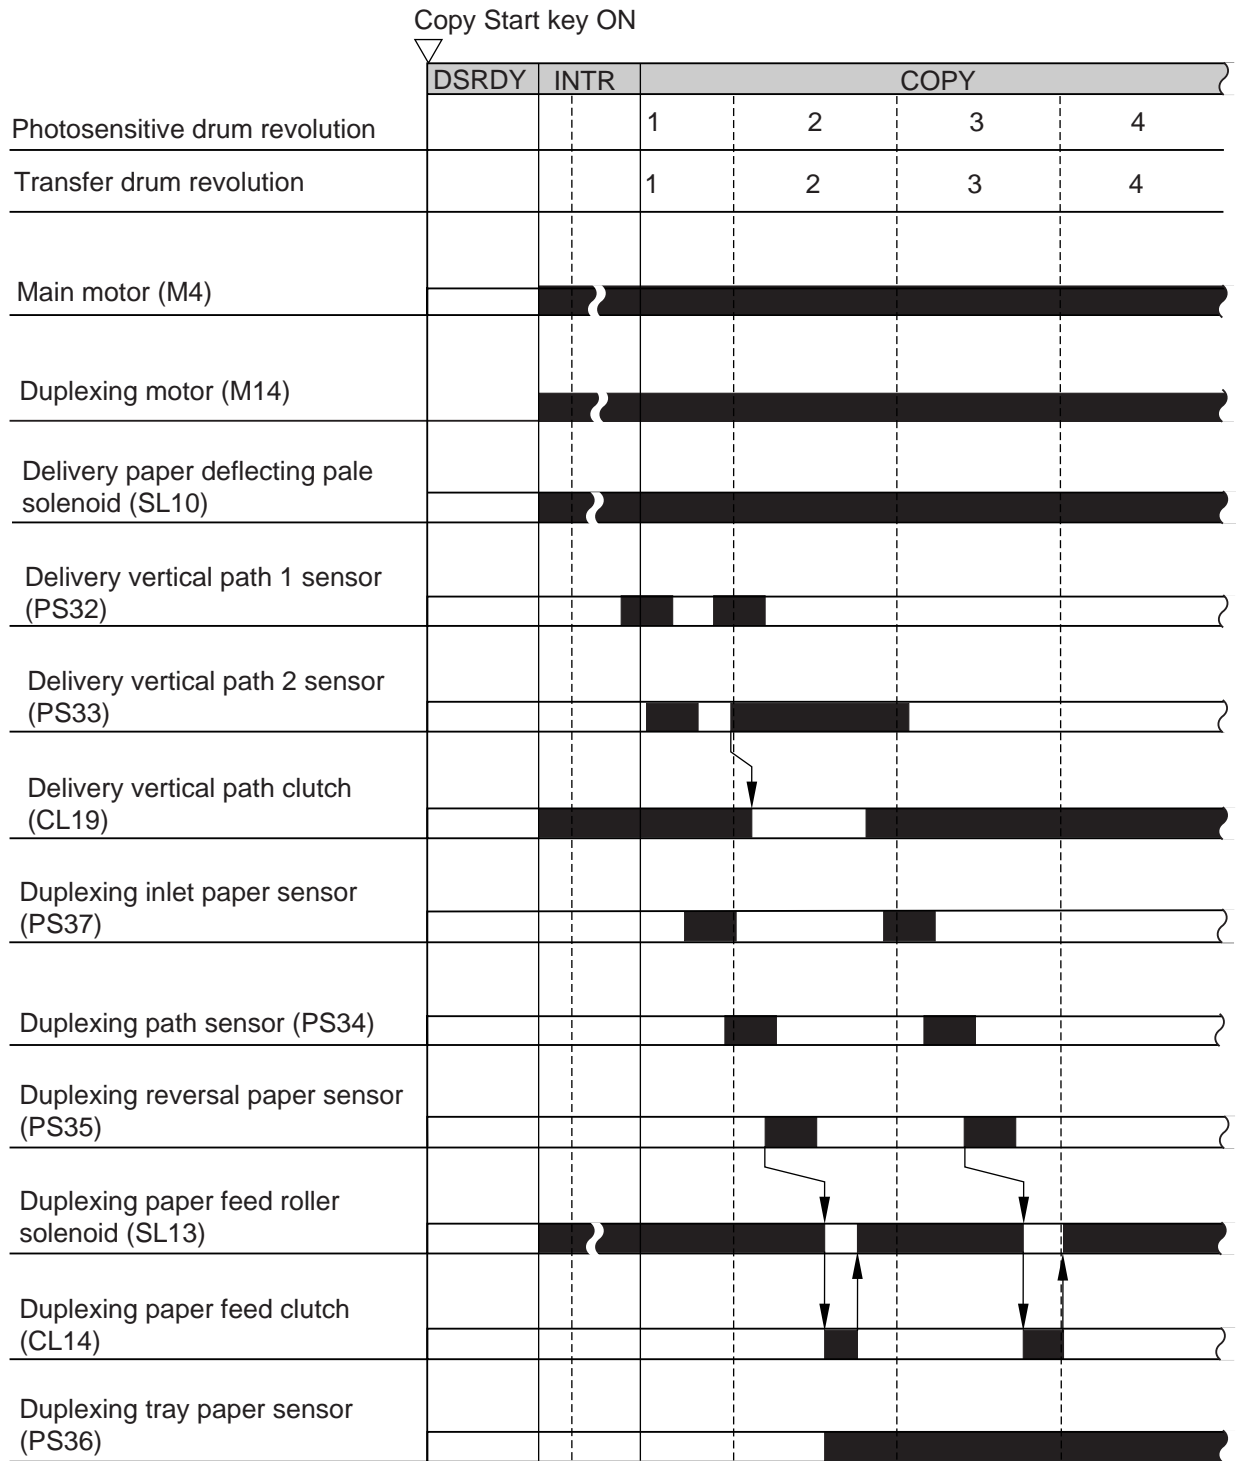 Copy Start key ON
DSRDY INTR COPY
Photosensitive drum revolution 1 2 3 4
Transfer drum revolution 1 2 3 4
Main motor (M4)
Duplexing motor (M14)
Delivery paper deflecting pale
solenoid (SL10)
Delivery vertical path 1 sensor
(PS32)
Delivery vertical path 2 sensor
(PS33)
Delivery vertical path clutch
(CL19)
Duplexing inlet paper sensor
(PS37)
Duplexing path sensor (PS34)
Duplexing reversal paper sensor
(PS35)
Duplexing paper feed roller
solenoid (SL13)
Duplexing paper feed clutch
(CL14)
Duplexing tray paper sensor
(PS36)